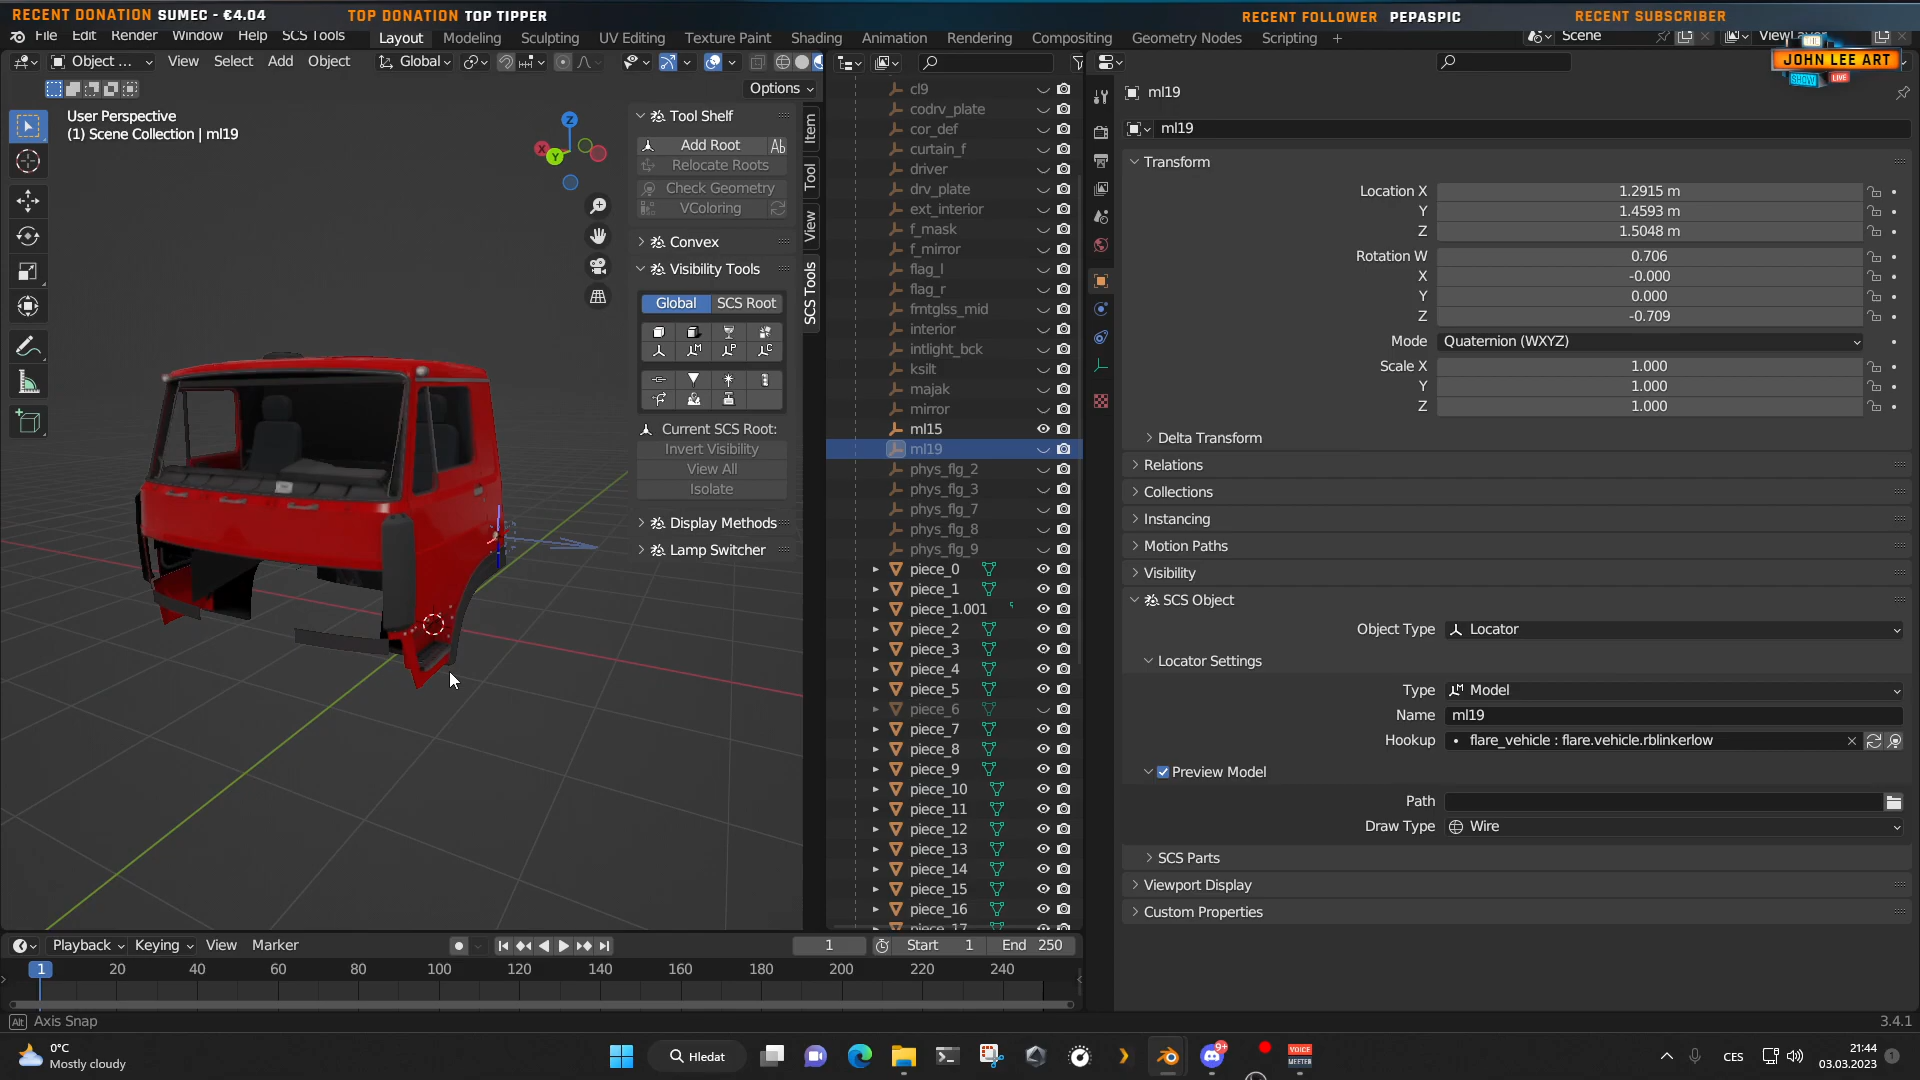 RECENT DONATION SUMEC - €4.04
TOP DONATION TOP TIPPER
RECENT FOLLOWER PEPASPIC
RECENT SUBSCRIBER
File Edit Render Window Help SCS Tools
Layout Modeling Sculpting UV Editing Texture Paint Shading Animation Rendering Compositing Geometry Nodes Scripting +
Scene
JOHN LEE ART
SHOW LIVE
Object ... View Select Add Object Global
Options
User Perspective
(1) Scene Collection | ml19
Z
X
Y
Tool Shelf
Add Root
Ab
Relocate Roots
Check Geometry
VColoring
Convex
Visibility Tools
Global SCS Root
Current SCS Root:
Invert Visibility
View All
Isolate
Display Methods
Lamp Switcher
Item
Tool
View
SCS Tools
cl9
codrv_plate
cor_def
curtain_f
driver
drv_plate
ext_interior
f_mask
f_mirror
flag_l
flag_r
frntglss_mid
interior
intlight_bck
ksilt
majak
mirror
ml15
ml19
phys_flg_2
phys_flg_3
phys_flg_7
phys_flg_8
phys_flg_9
piece_0
piece_1
piece_1.001
piece_2
piece_3
piece_4
piece_5
piece_6
piece_7
piece_8
piece_9
piece_10
piece_11
piece_12
piece_13
piece_14
piece_15
piece_16
piece_17
ml19
ml19
Transform
Location X 1.2915 m
Y 1.4593 m
Z 1.5048 m
Rotation W 0.706
X -0.000
Y 0.000
Z -0.709
Mode Quaternion (WXYZ)
Scale X 1.000
Y 1.000
Z 1.000
Delta Transform
Relations
Collections
Instancing
Motion Paths
Visibility
SCS Object
Object Type Locator
Locator Settings
Type Model
Name ml19
Hookup flare_vehicle : flare.vehicle.rblinkerlow
Preview Model
Path
Draw Type Wire
SCS Parts
Viewport Display
Custom Properties
Playback Keying View Marker
1 Start 1 End 250
1 20 40 60 80 100 120 140 160 180 200 220 240
Alt Axis Snap
3.4.1
0°C
Mostly cloudy
Hledat
9+
VOICE
MEETER
CES
21:44
03.03.2023
1